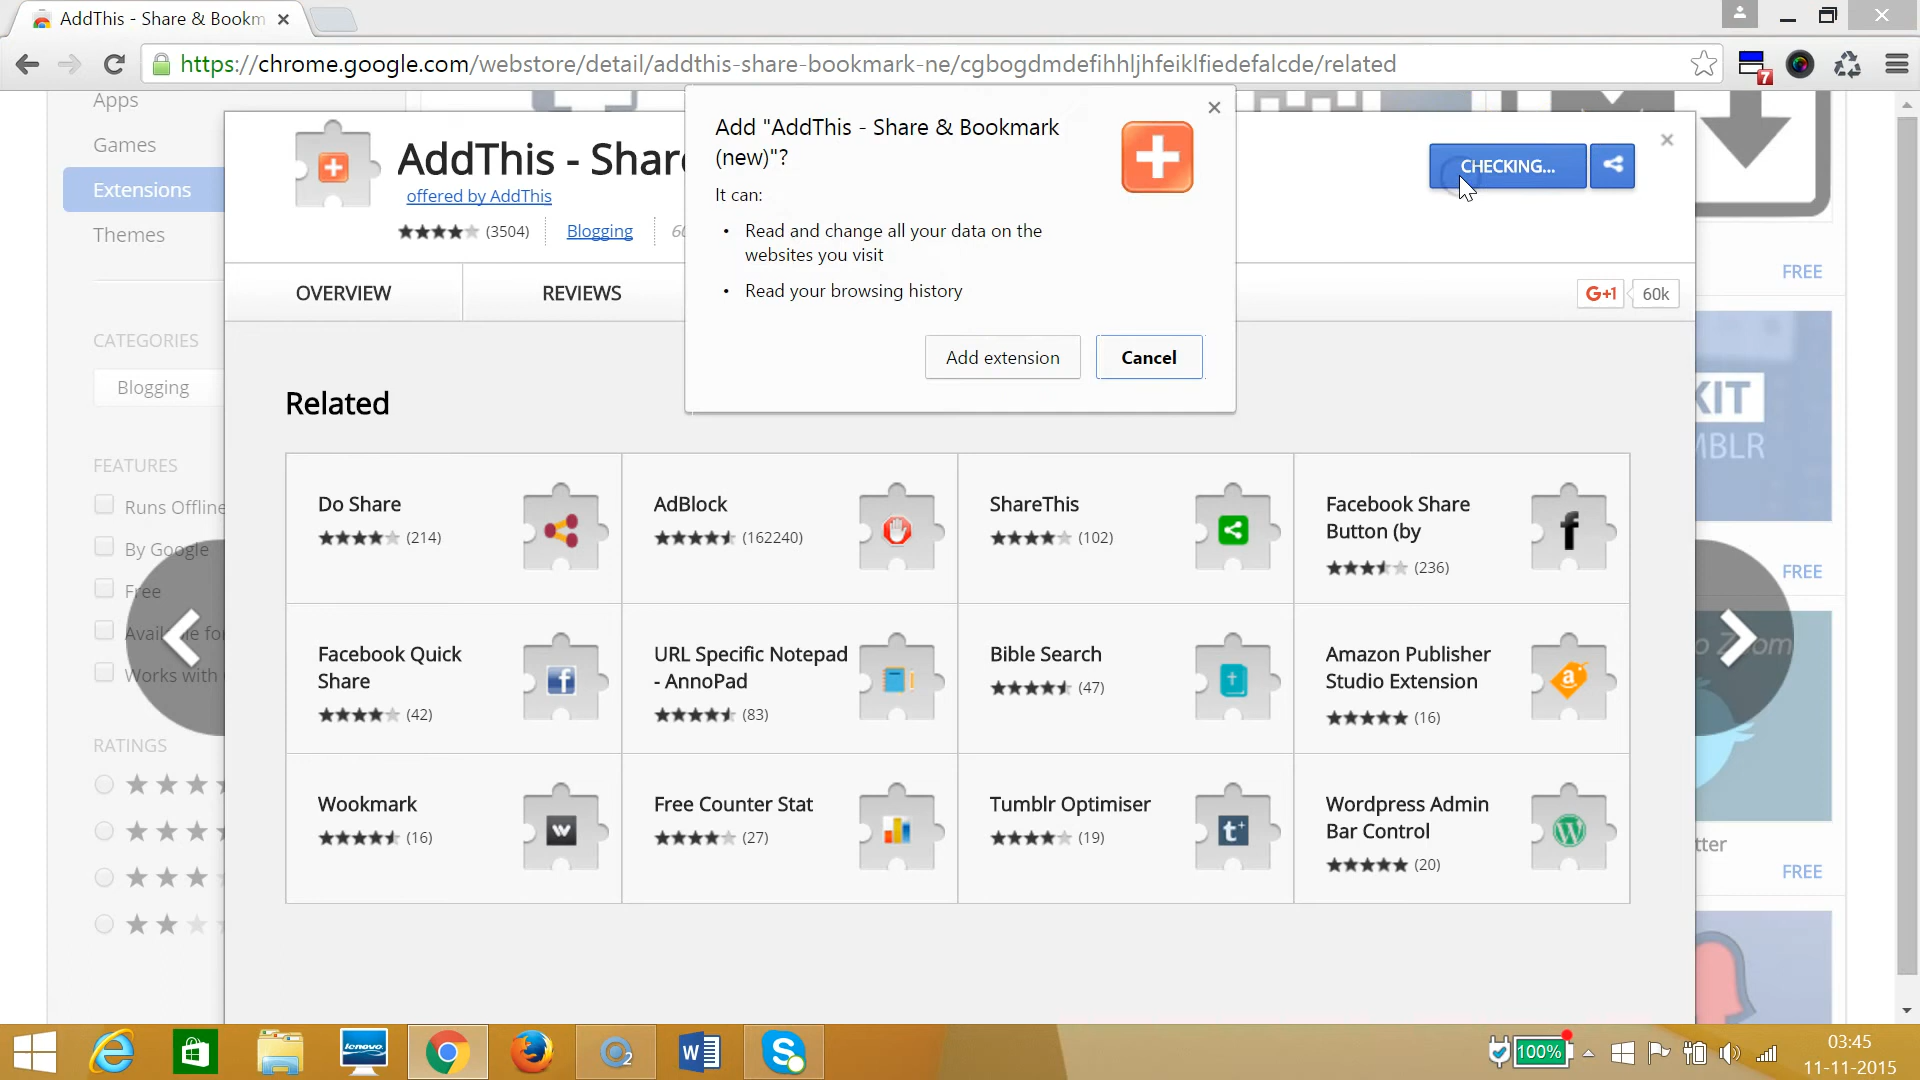 AddThis - Share & Bookm
https://chrome.google.com/webstore/detail/addthis-share-bookmark-ne/cgbogdmdefihhljhfeiklfiedefalcde/related
7
Apps
Games
Extensions
Themes
CATEGORIES
Blogging
FEATURES
Runs Offline
By Google
Free
Works with
RATINGS
AddThis - Shar
offered by AddThis
(3504)
Blogging
CHECKING...
OVERVIEW
REVIEWS
G+1
60k
Add "AddThis - Share & Bookmark
(new)"?
It can:
• Read and change all your data on the
websites you visit
• Read your browsing history
Add extension
Cancel
Related
Do Share
(214)
AdBlock
(162240)
ShareThis
(102)
Facebook Share
Button (by
(236)
Facebook Quick
Share
(42)
URL Specific Notepad
- AnnoPad
(83)
Bible Search
(47)
Amazon Publisher
Studio Extension
(16)
Wookmark
(16)
Free Counter Stat
(27)
Tumblr Optimiser
(19)
Wordpress Admin
Bar Control
(20)
FREE
FREE
tter
FREE
lenovo
100%
03:45
11-11-2015